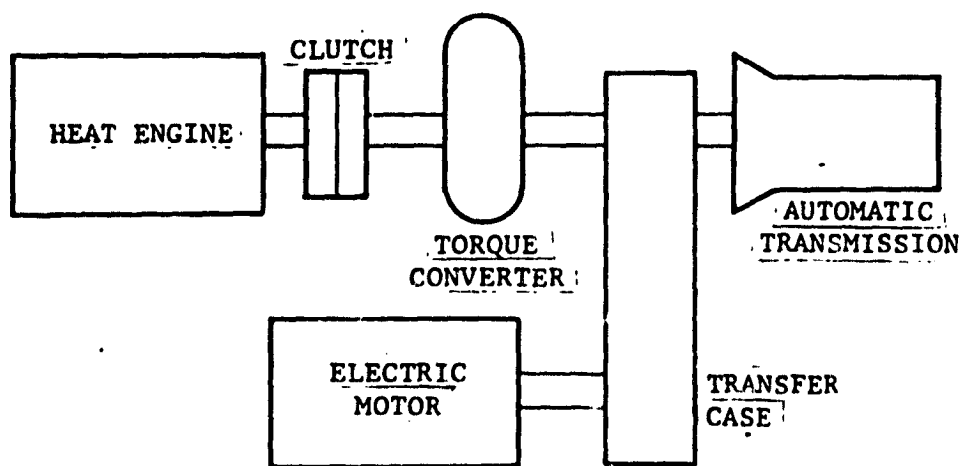 CLUTCH
HEAT ENGINE
AUTOMATIC
TRANSMISSION
TORQUE
CONVERTER
ELECTRIC
MOTOR
TRANSFER
CASE